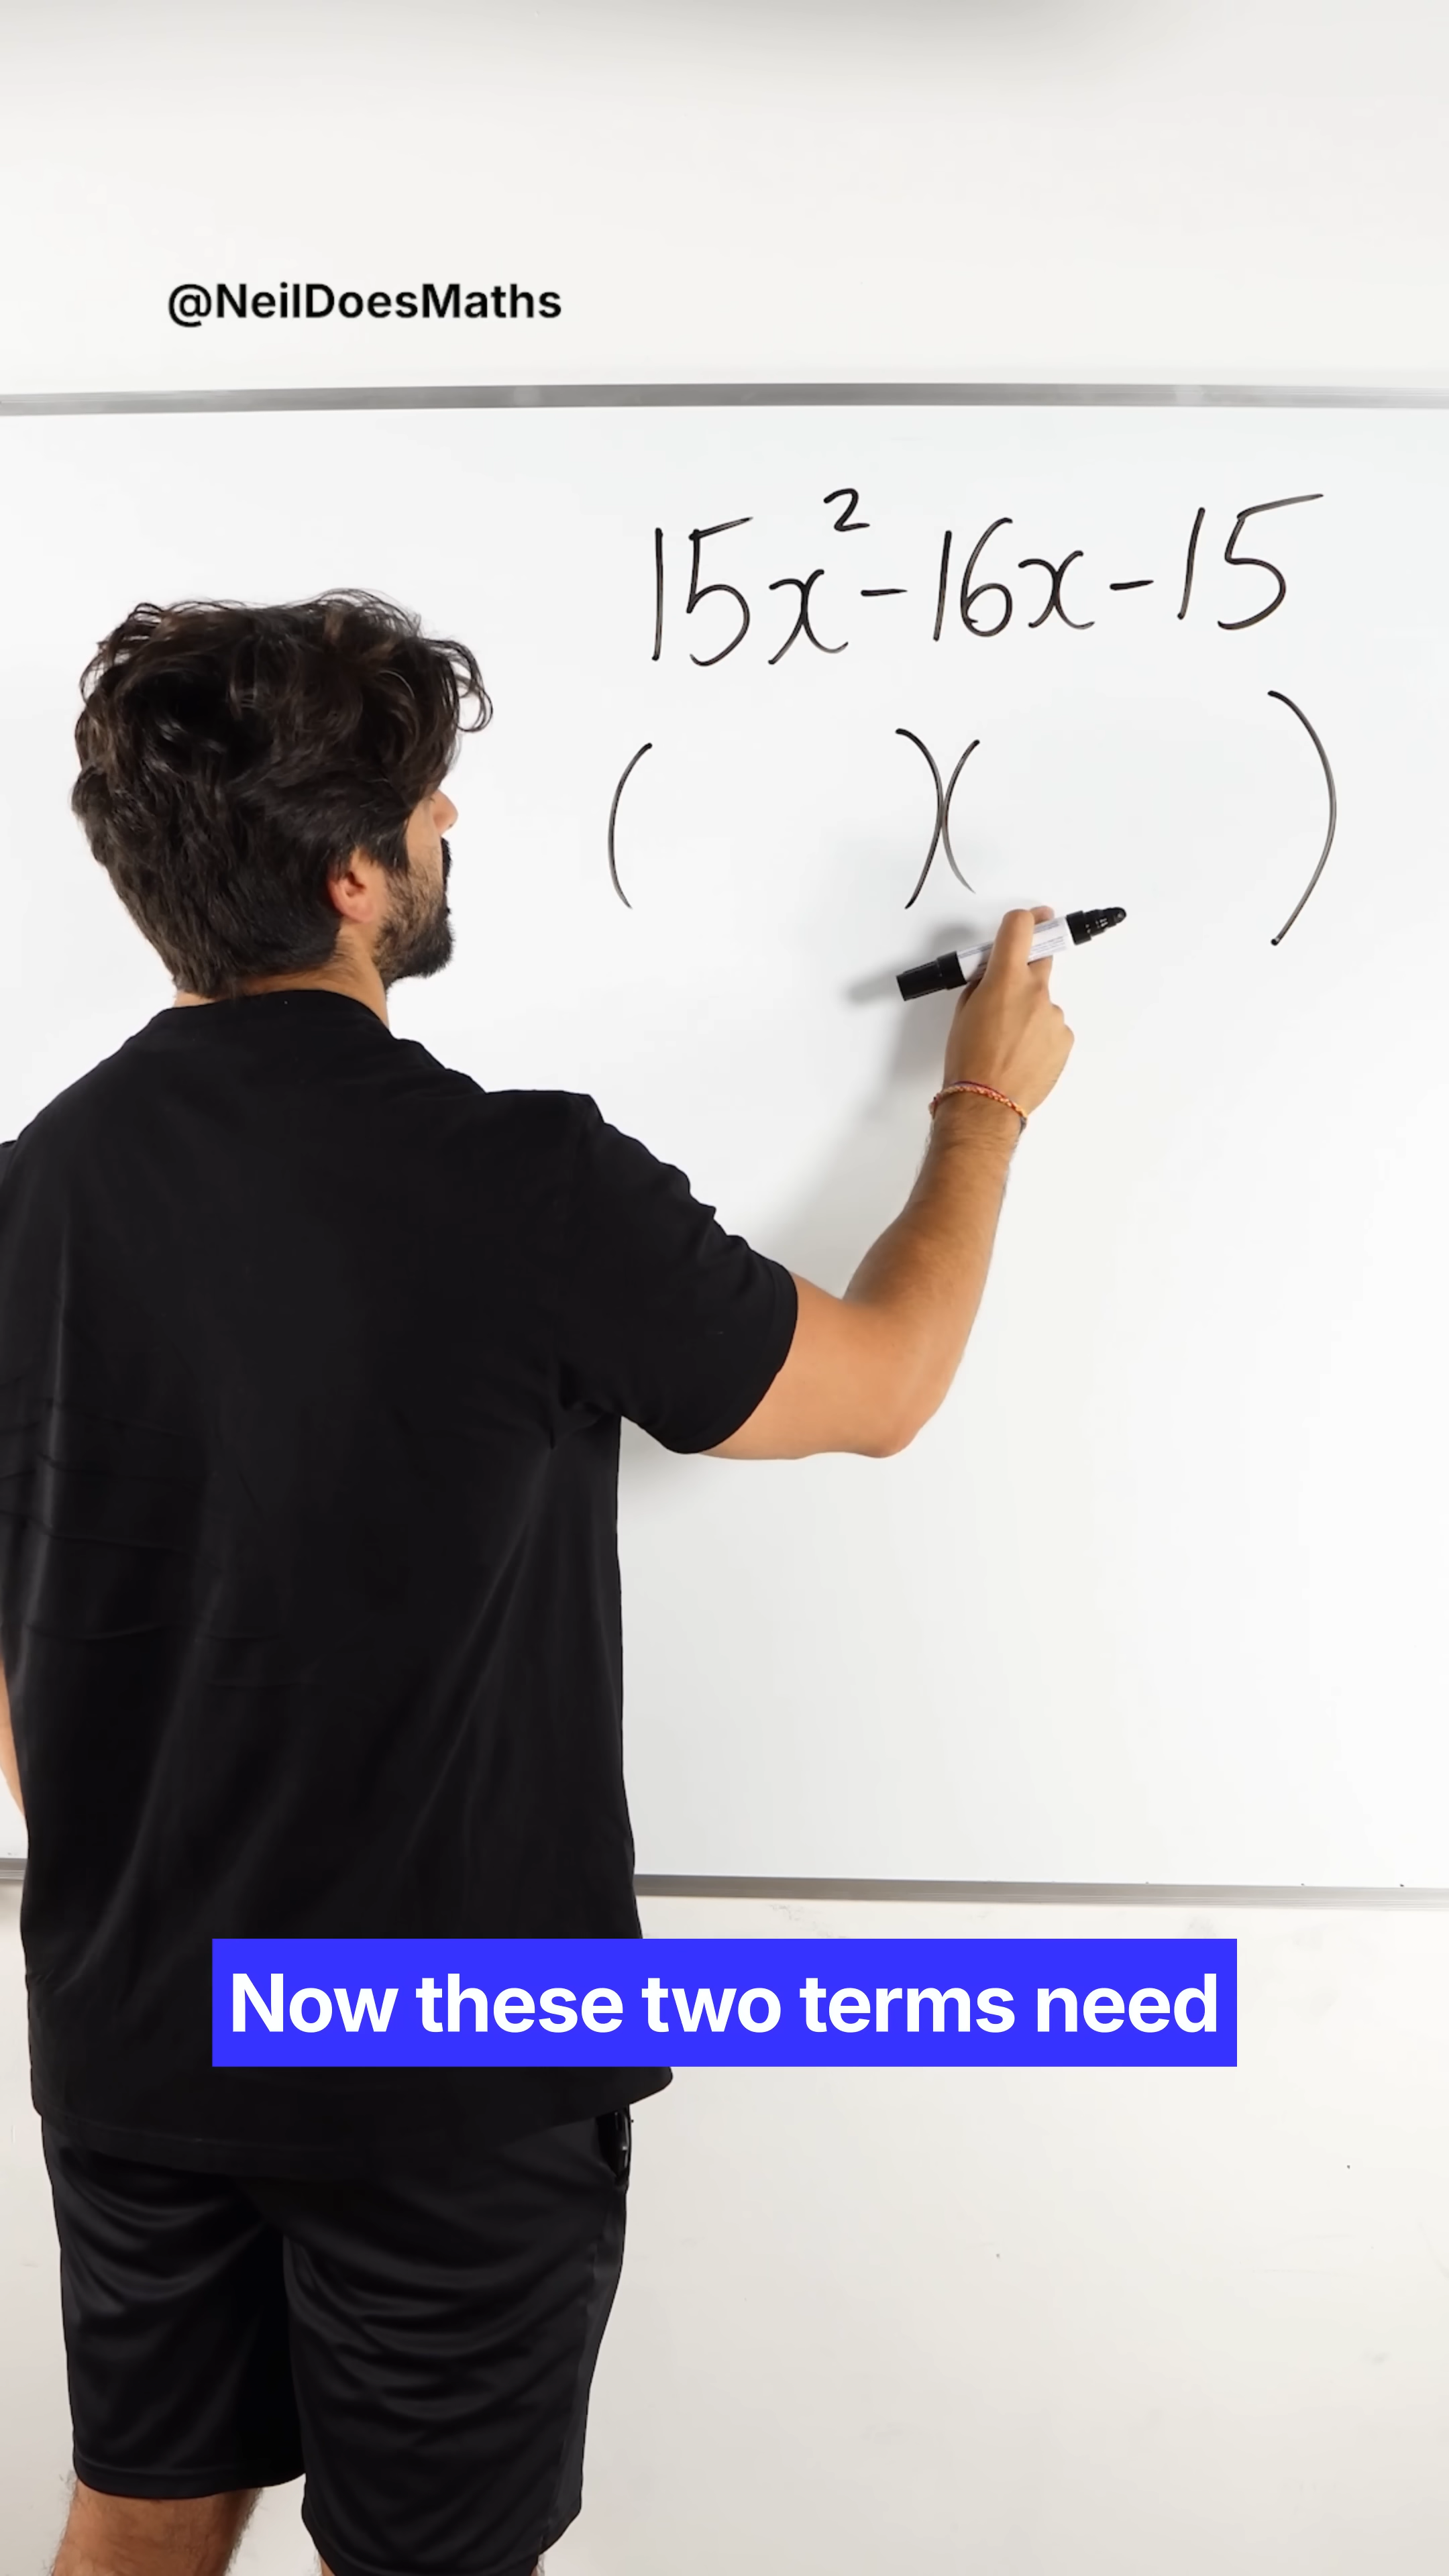 @NeilDoesMaths
15x² - 16x - 15
( )( )
Now these two terms need